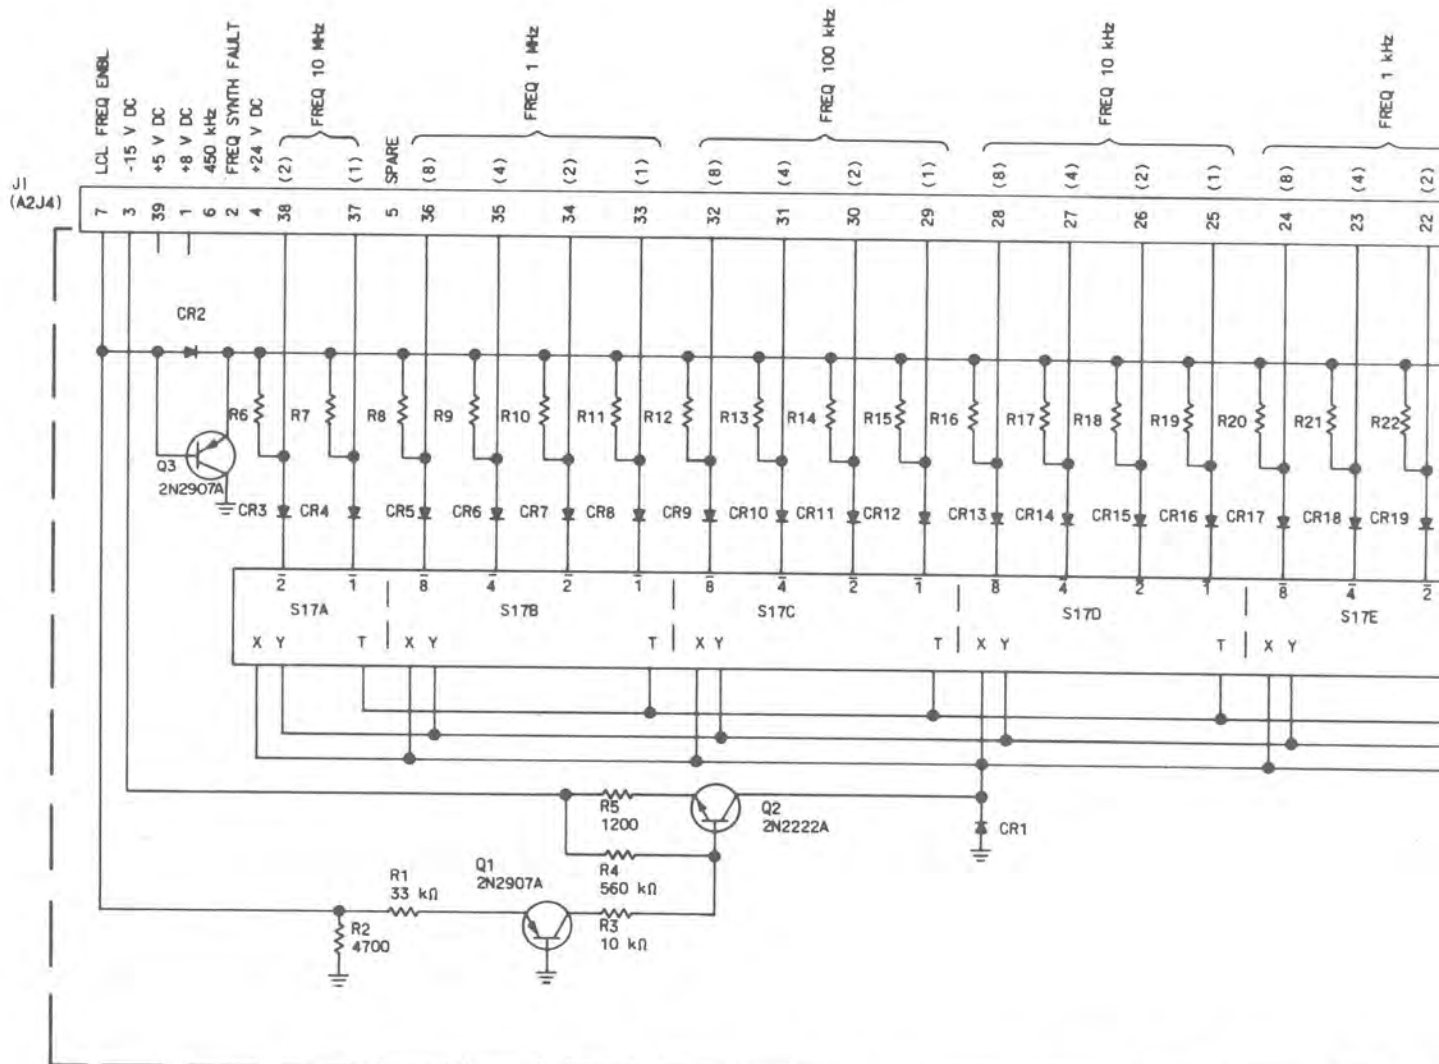 LCL FREQ ENBL
-15 V DC
+5 V DC
+8 V DC
450 kHz
FREQ SYNTH FAULT
+24 V DC
(2)
FREQ 10 MHz
(1)
SPARE
(8)
(4)
FREQ 1 MHz
(2)
(1)
(8)
(4)
FREQ 100 kHz
(2)
(1)
(8)
(4)
FREQ 10 kHz
(2)
(1)
(8)
(4)
FREQ 1 kHz
(2)
J1
(A2J4)
7 3 39 1 6 2 4 38 37 5 36 35 34 33 32 31 30 29 28 27 26 25 24 23 22
CR2
R6 R7 R8 R9 R10 R11 R12 R13 R14 R15 R16 R17 R18 R19 R20 R21 R22
Q3
2N2907A
CR3 CR4 CR5 CR6 CR7 CR8 CR9 CR10 CR11 CR12 CR13 CR14 CR15 CR16 CR17 CR18 CR19
2 1 8 4 2 1 8 4 2 1 8 4 2 1 8 4 2
S17A S17B S17C S17D S17E
X Y T X Y T X Y T X Y T X Y
R5
1200
Q2
2N2222A
CR1
R4
560 kΩ
Q1
2N2907A
R1
33 kΩ
R3
10 kΩ
R2
4700